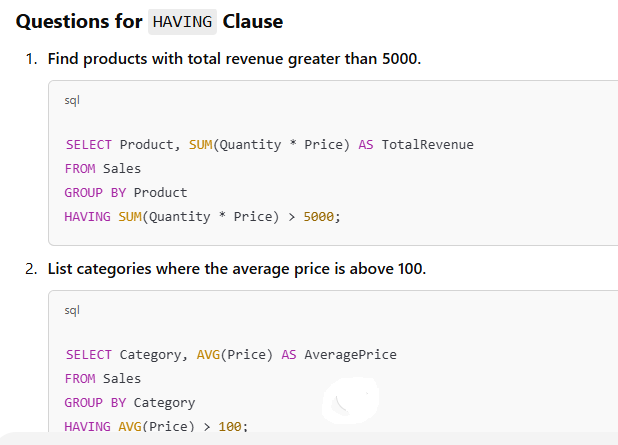 Questions for HAVING Clause
1. Find products with total revenue greater than 5000.
sql
SELECT Product, SUM(Quantity * Price) AS TotalRevenue
FROM Sales
GROUP BY Product
HAVING SUM(Quantity * Price) > 5000;
2. List categories where the average price is above 100.
sql
SELECT Category, AVG(Price) AS AveragePrice
FROM Sales
GROUP BY Category
HAVING AVG(Price) > 100;